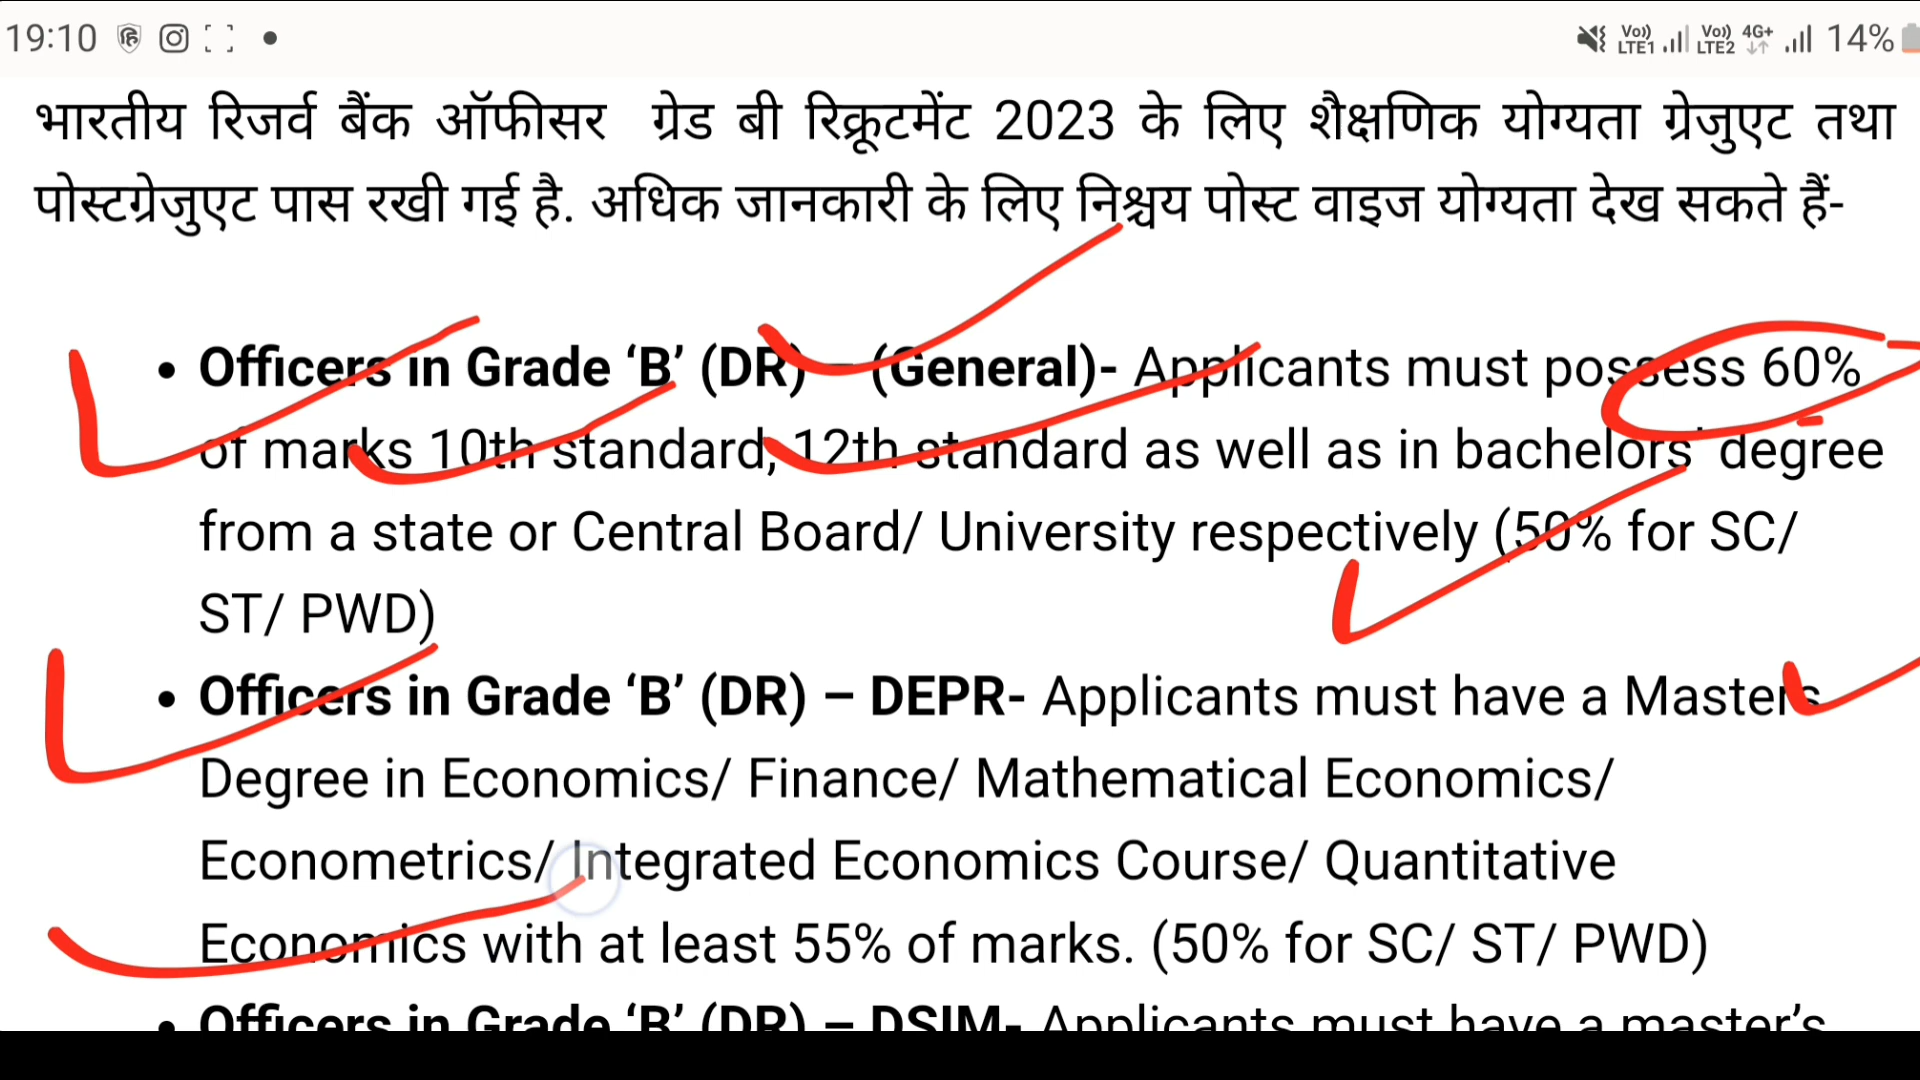 19:10 Vo)) LTE1 Vo)) LTE2 4G+ 14%
भारतीय रिजर्व बैंक ऑफीसर ग्रेड बी रिक्रूटमेंट 2023 के लिए शैक्षणिक योग्यता ग्रेजुएट तथा
पोस्टग्रेजुएट पास रखी गई है. अधिक जानकारी के लिए निश्चय पोस्ट वाइज योग्यता देख सकते हैं-
• Officers in Grade ‘B’ (DR) – (General)- Applicants must possess 60%
of marks 10th standard, 12th standard as well as in bachelors' degree
from a state or Central Board/ University respectively (50% for SC/
ST/ PWD)
• Officers in Grade ‘B’ (DR) – DEPR- Applicants must have a Masters
Degree in Economics/ Finance/ Mathematical Economics/
Econometrics/ Integrated Economics Course/ Quantitative
Economics with at least 55% of marks. (50% for SC/ ST/ PWD)
• Officers in Grade ‘B’ (DR) – DSIM- Applicants must have a master’s